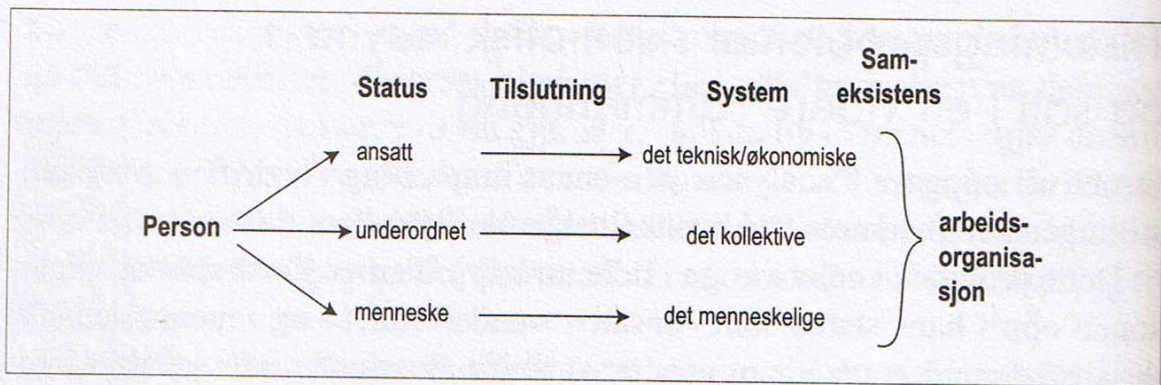 Status Tilslutning System Sam-
eksistens
ansatt det teknisk/økonomiske
Person underordnet det kollektive arbeids-
organisa-
sjon
menneske det menneskelige